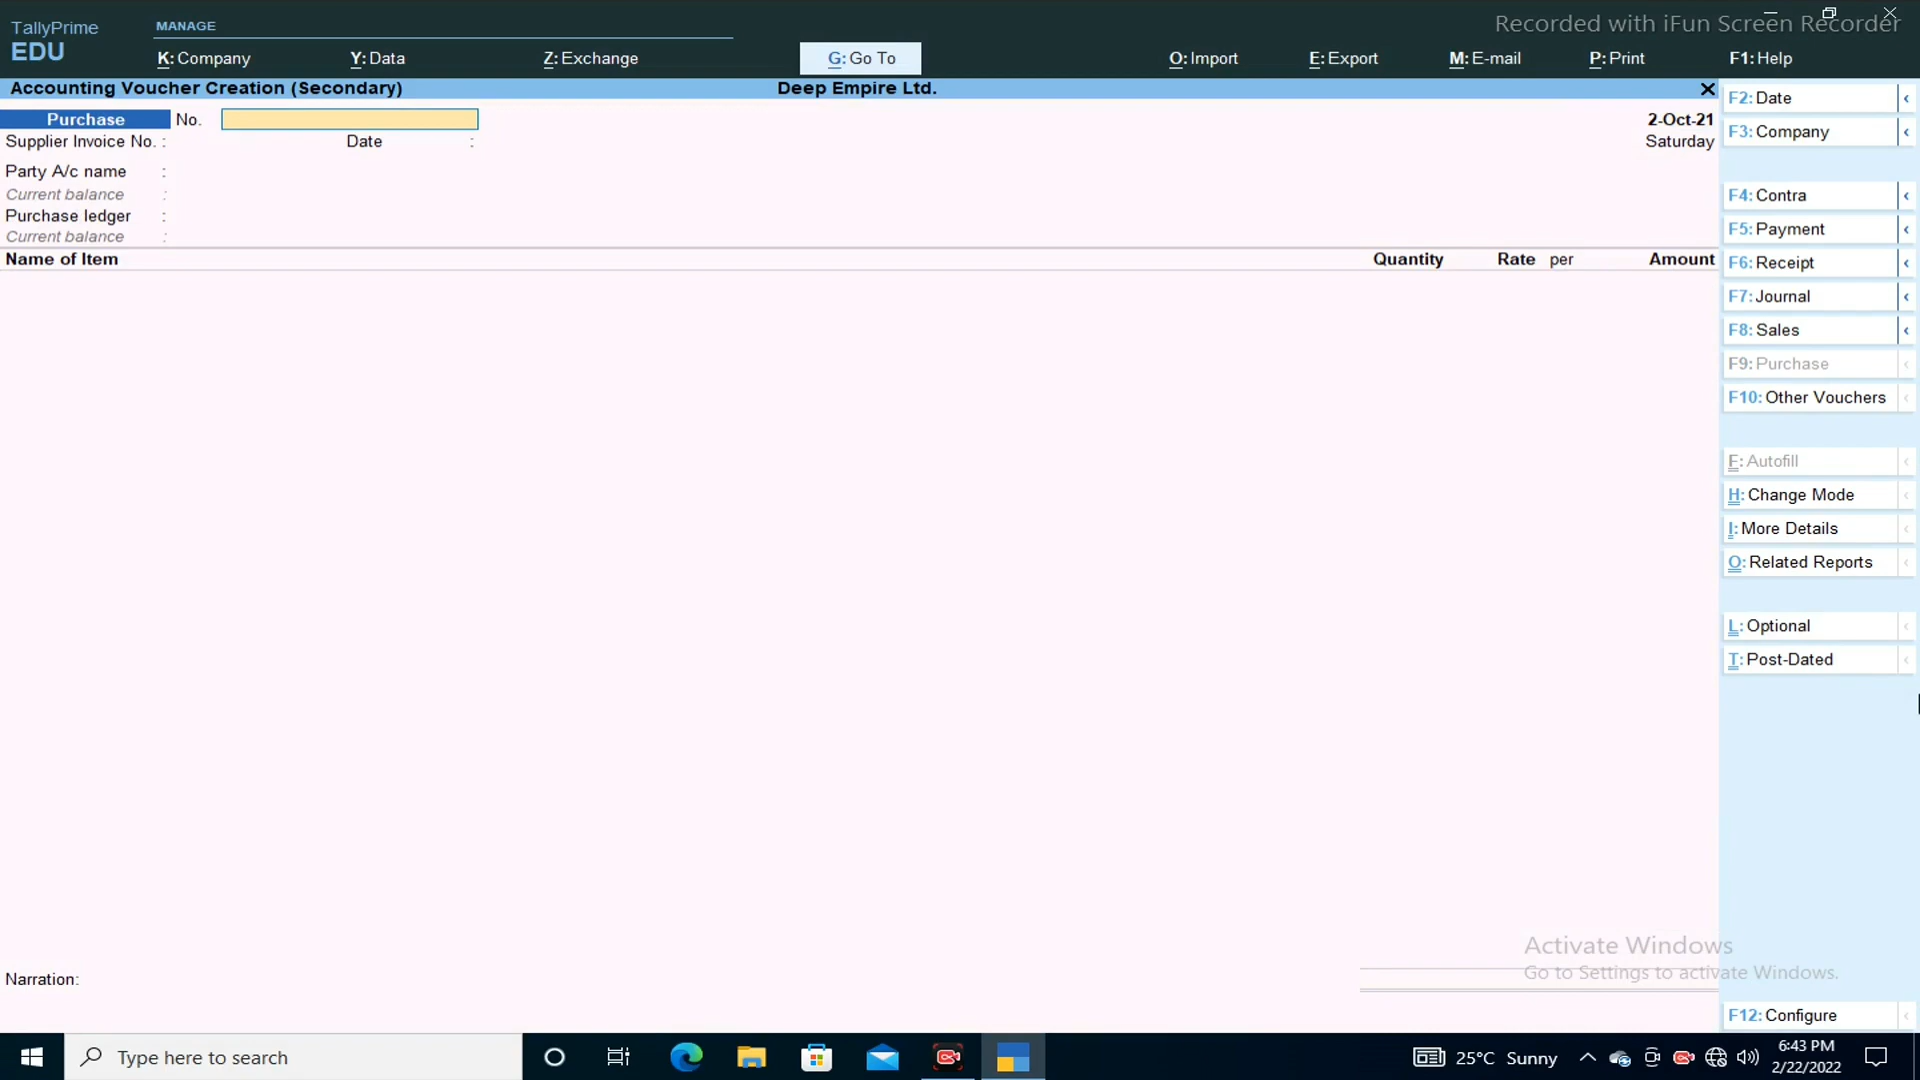 Recorded with iFun Screen Recorder
TallyPrime
EDU
MANAGE
K: Company
Y: Data
Z: Exchange
G: Go To
O: Import
E: Export
M: E-mail
P: Print
F1: Help
Accounting Voucher Creation (Secondary)
Deep Empire Ltd.
Purchase No.
2-Oct-21
Supplier Invoice No. :
Date :
Saturday
Party A/c name :
Current balance :
Purchase ledger :
Current balance :
Name of Item
Quantity
Rate per
Amount
Narration:
F2: Date
F3: Company
F4: Contra
F5: Payment
F6: Receipt
F7: Journal
F8: Sales
F9: Purchase
F10: Other Vouchers
F: Autofill
H: Change Mode
I: More Details
O: Related Reports
L: Optional
T: Post-Dated
Activate Windows
Go to Settings to activate Windows.
F12: Configure
Type here to search
25°C Sunny
6:43 PM
2/22/2022